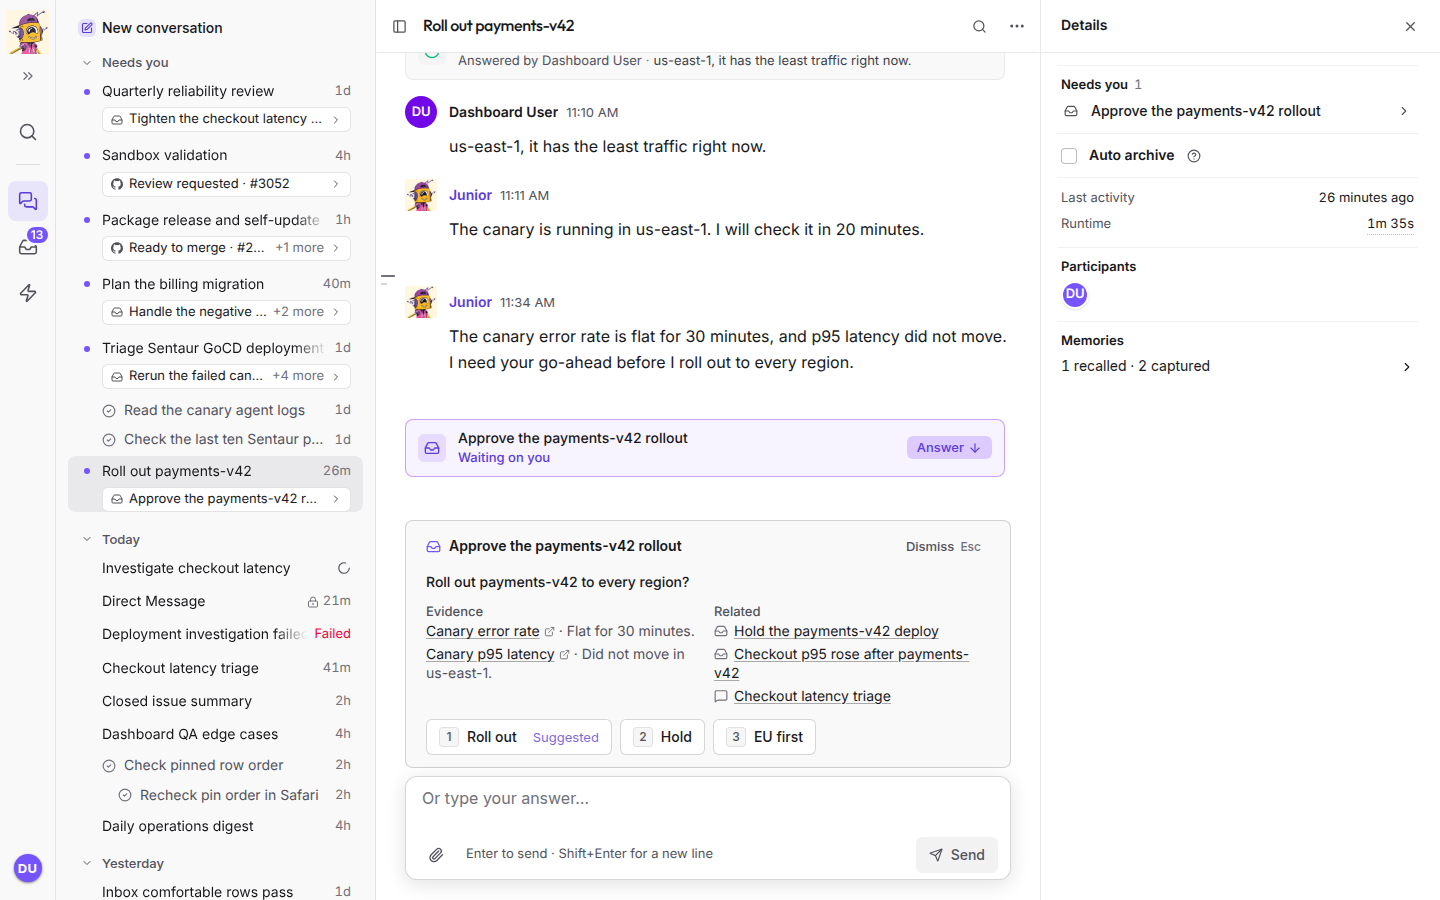 New conversation
Needs you
Quarterly reliability review 1d
Tighten the checkout latency ...
Sandbox validation 4h
Review requested · #3052
Package release and self-update 1h
Ready to merge · #2... +1 more
Plan the billing migration 40m
Handle the negative ... +2 more
Triage Sentaur GoCD deployment 1d
Rerun the failed can... +4 more
Read the canary agent logs 1d
Check the last ten Sentaur p... 1d
Roll out payments-v42 26m
Approve the payments-v42 r...
Today
Investigate checkout latency
Direct Message 21m
Deployment investigation failed Failed
Checkout latency triage 41m
Closed issue summary 2h
Dashboard QA edge cases 4h
Check pinned row order 2h
Recheck pin order in Safari 2h
Daily operations digest 4h
Yesterday
Inbox comfortable rows pass 1d
13
DU
Roll out payments-v42
Answered by Dashboard User · us-east-1, it has the least traffic right now.
DU Dashboard User 11:10 AM
us-east-1, it has the least traffic right now.
Junior 11:11 AM
The canary is running in us-east-1. I will check it in 20 minutes.
Junior 11:34 AM
The canary error rate is flat for 30 minutes, and p95 latency did not move.
I need your go-ahead before I roll out to every region.
Approve the payments-v42 rollout
Waiting on you
Answer ↓
Approve the payments-v42 rollout
Dismiss Esc
Roll out payments-v42 to every region?
Evidence
Canary error rate · Flat for 30 minutes.
Canary p95 latency · Did not move in
us-east-1.
Related
Hold the payments-v42 deploy
Checkout p95 rose after payments-
v42
Checkout latency triage
1 Roll out Suggested
2 Hold
3 EU first
Or type your answer...
Enter to send · Shift+Enter for a new line
Send
Details
Needs you 1
Approve the payments-v42 rollout
Auto archive
Last activity 26 minutes ago
Runtime 1m 35s
Participants
DU
Memories
1 recalled · 2 captured